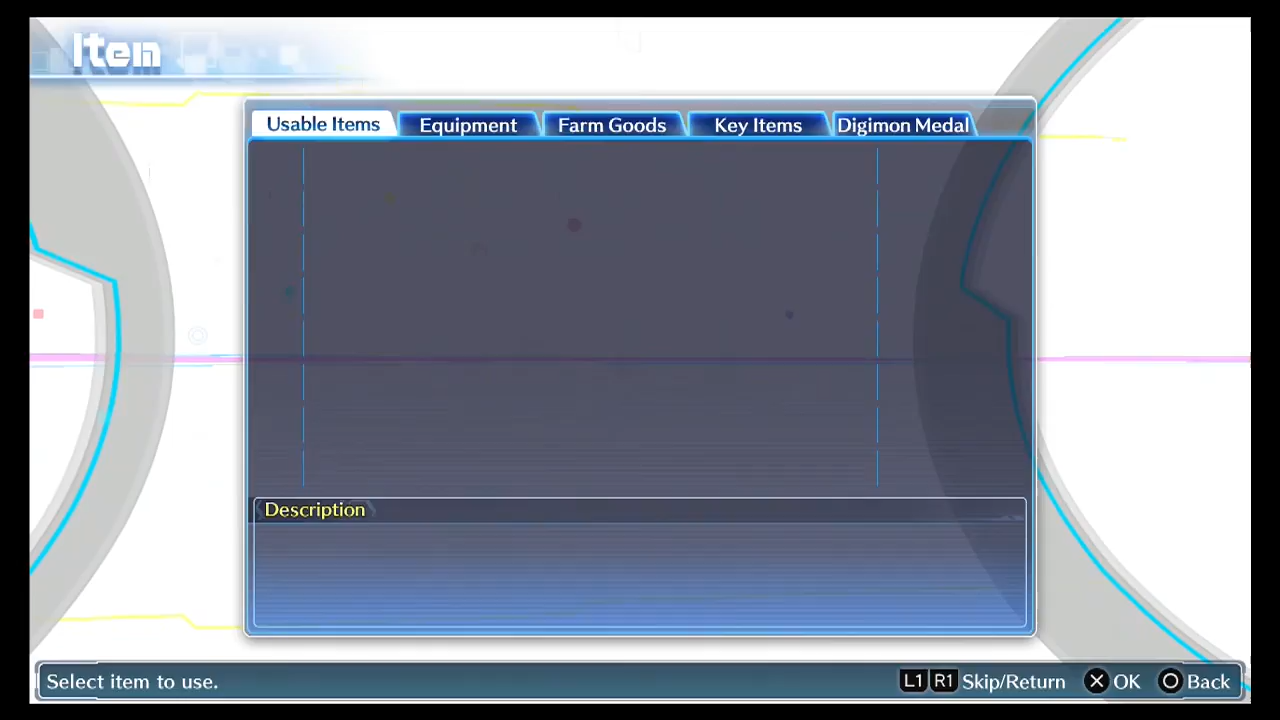 Item
Usable Items Equipment Farm Goods Key Items Digimon Medal
Description
Select item to use. L1 R1 Skip/Return OK Back